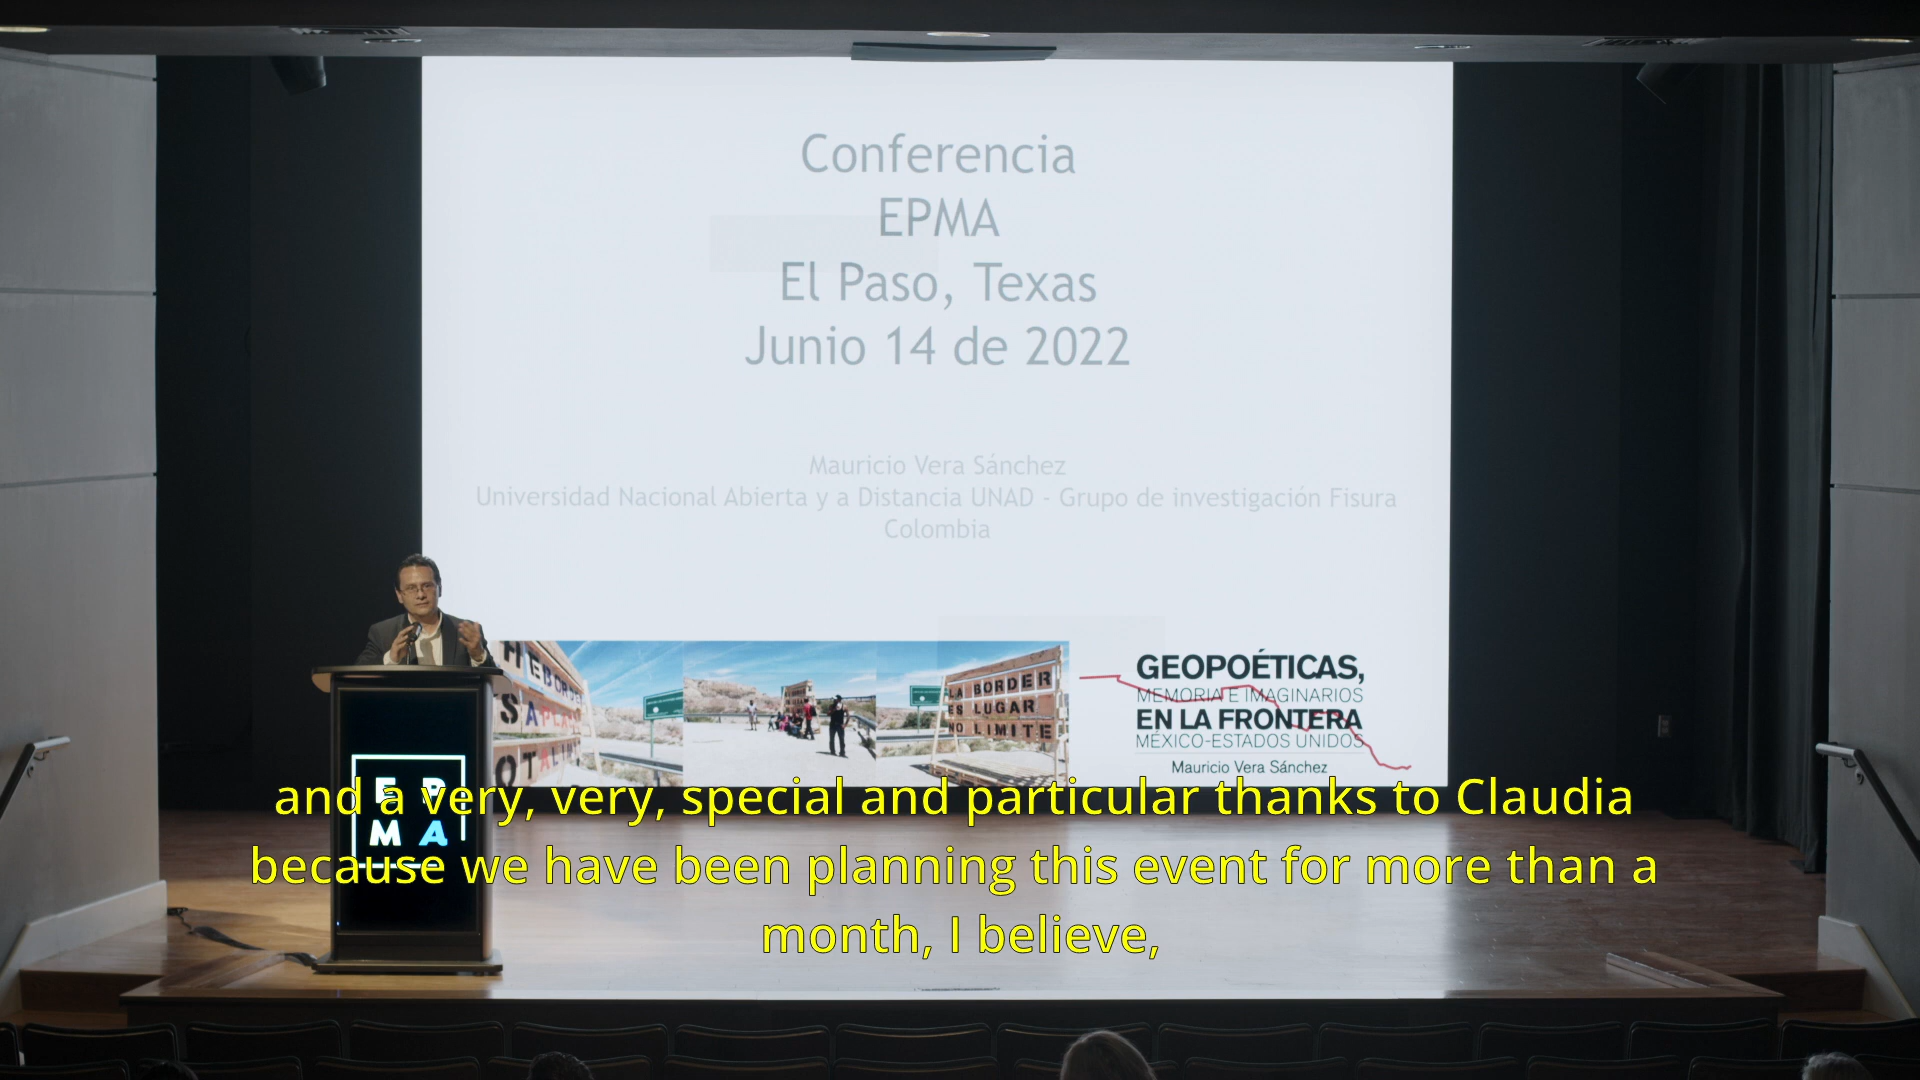 Conferencia
EPMA
El Paso, Texas
Junio 14 de 2022
Mauricio Vera Sánchez
Universidad Nacional Abierta y a Distancia UNAD - Grupo de investigación Fisura
Colombia
LA BORDER
ES LUGAR
NO LIMITE
GEOPOÉTICAS,
MEMORIA E IMAGINARIOS
EN LA FRONTERA
MÉXICO-ESTADOS UNIDOS
Mauricio Vera Sánchez
E P
M A
and a very, very, special and particular thanks to Claudia
because we have been planning this event for more than a
month, I believe,